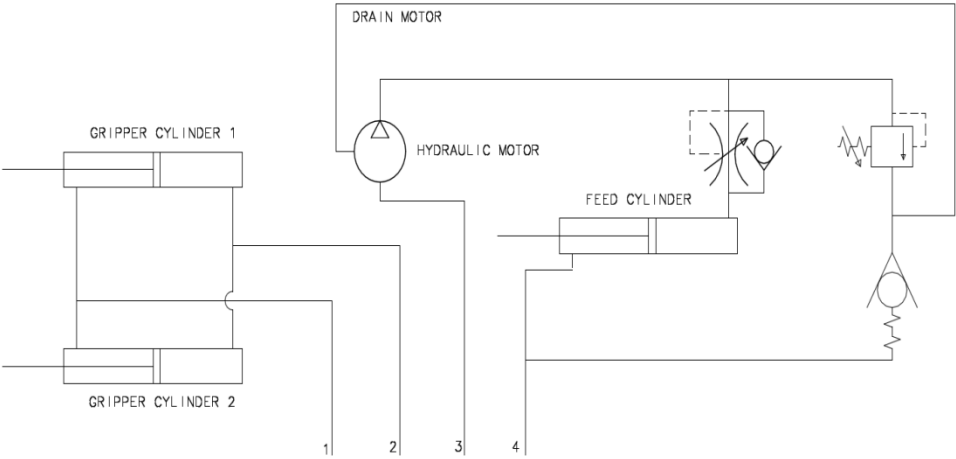 DRAIN MOTOR
GRIPPER CYLINDER 1
HYDRAULIC MOTOR
FEED CYLINDER
GRIPPER CYLINDER 2
1
2
3
4